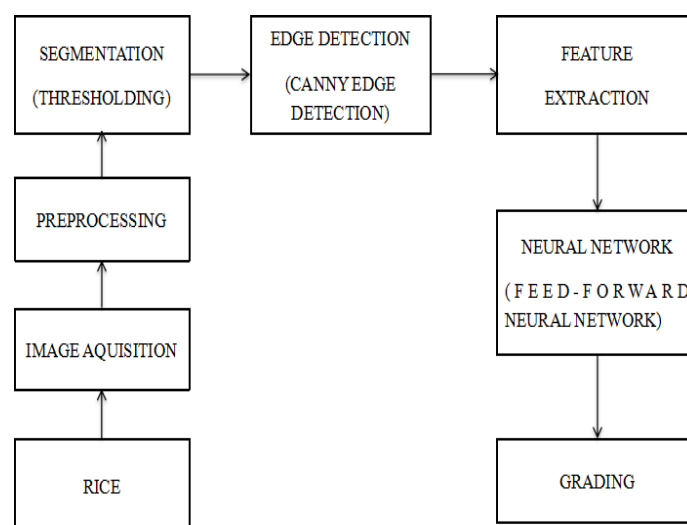 SEGMENTATION
(THRESHOLDING)
EDGE DETECTION
(CANNY EDGE
DETECTION)
FEATURE
EXTRACTION
PREPROCESSING
NEURAL NETWORK
(FEED-FORWARD
NEURAL NETWORK)
IMAGE AQUISITION
RICE
GRADING